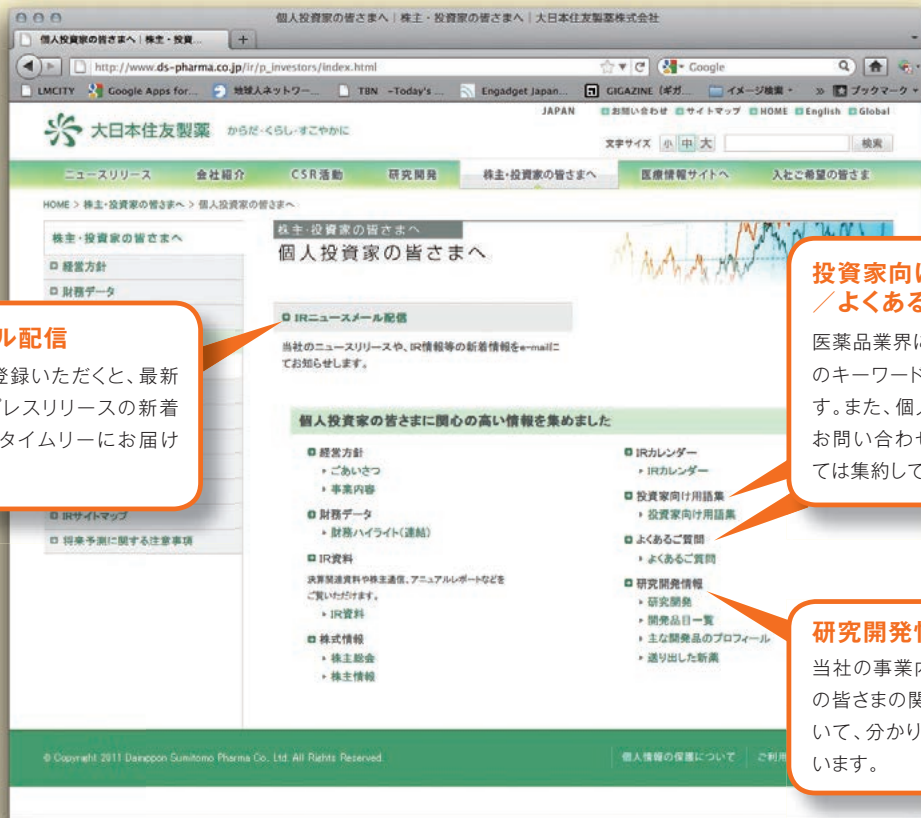 個人投資家の皆さまへ｜株主・投資家の皆さまへ｜大日本住友製薬株式会社
個人投資家の皆さまへ｜株主・投資...
http://www.ds-pharma.co.jp/ir/p_investors/index.html
Google
LMCITY Google Apps for... 地球人ネットワー... TBN -Today's ... Engadget Japan... GIGAZINE (ギガ... イメージ検索 ブックマーク
JAPAN お問い合わせ サイトマップ HOME English Global
大日本住友製薬 からだ・くらし・すこやかに
文字サイズ 小 中 大 検索
ニュースリリース 会社紹介 CSR活動 研究開発 株主・投資家の皆さまへ 医療情報サイトへ 入社ご希望の皆さま
HOME > 株主・投資家の皆さまへ > 個人投資家の皆さまへ
株主・投資家の皆さまへ
経営方針
財務データ
IRサイトマップ
将来予測に関する注意事項
株主・投資家の皆さまへ
個人投資家の皆さまへ
IRニュースメール配信
当社のニュースリリースや、IR情報等の新着情報をe-mailに
てお知らせします。
個人投資家の皆さまに関心の高い情報を集めました
経営方針
ごあいさつ
事業内容
財務データ
財務ハイライト(連結)
IR資料
決算関連資料や株主通信、アニュアルレポートなどを
ご覧いただけます。
IR資料
株式情報
株主総会
株主情報
IRカレンダー
IRカレンダー
投資家向け用語集
投資家向け用語集
よくあるご質問
よくあるご質問
研究開発情報
研究開発
開発品目一覧
主な開発品のプロフィール
送り出した新薬
ル配信
登録いただくと、最新
プレスリリースの新着
タイムリーにお届け
投資家向け
／よくある
医薬品業界に
のキーワード
す。また、個人
お問い合わせ
ては集約して
研究開発情
当社の事業内
の皆さまの関
いて、分かり
います。
© Copyright 2011 Dainippon Sumitomo Pharma Co., Ltd. All Rights Reserved.
個人情報の保護について ご利用